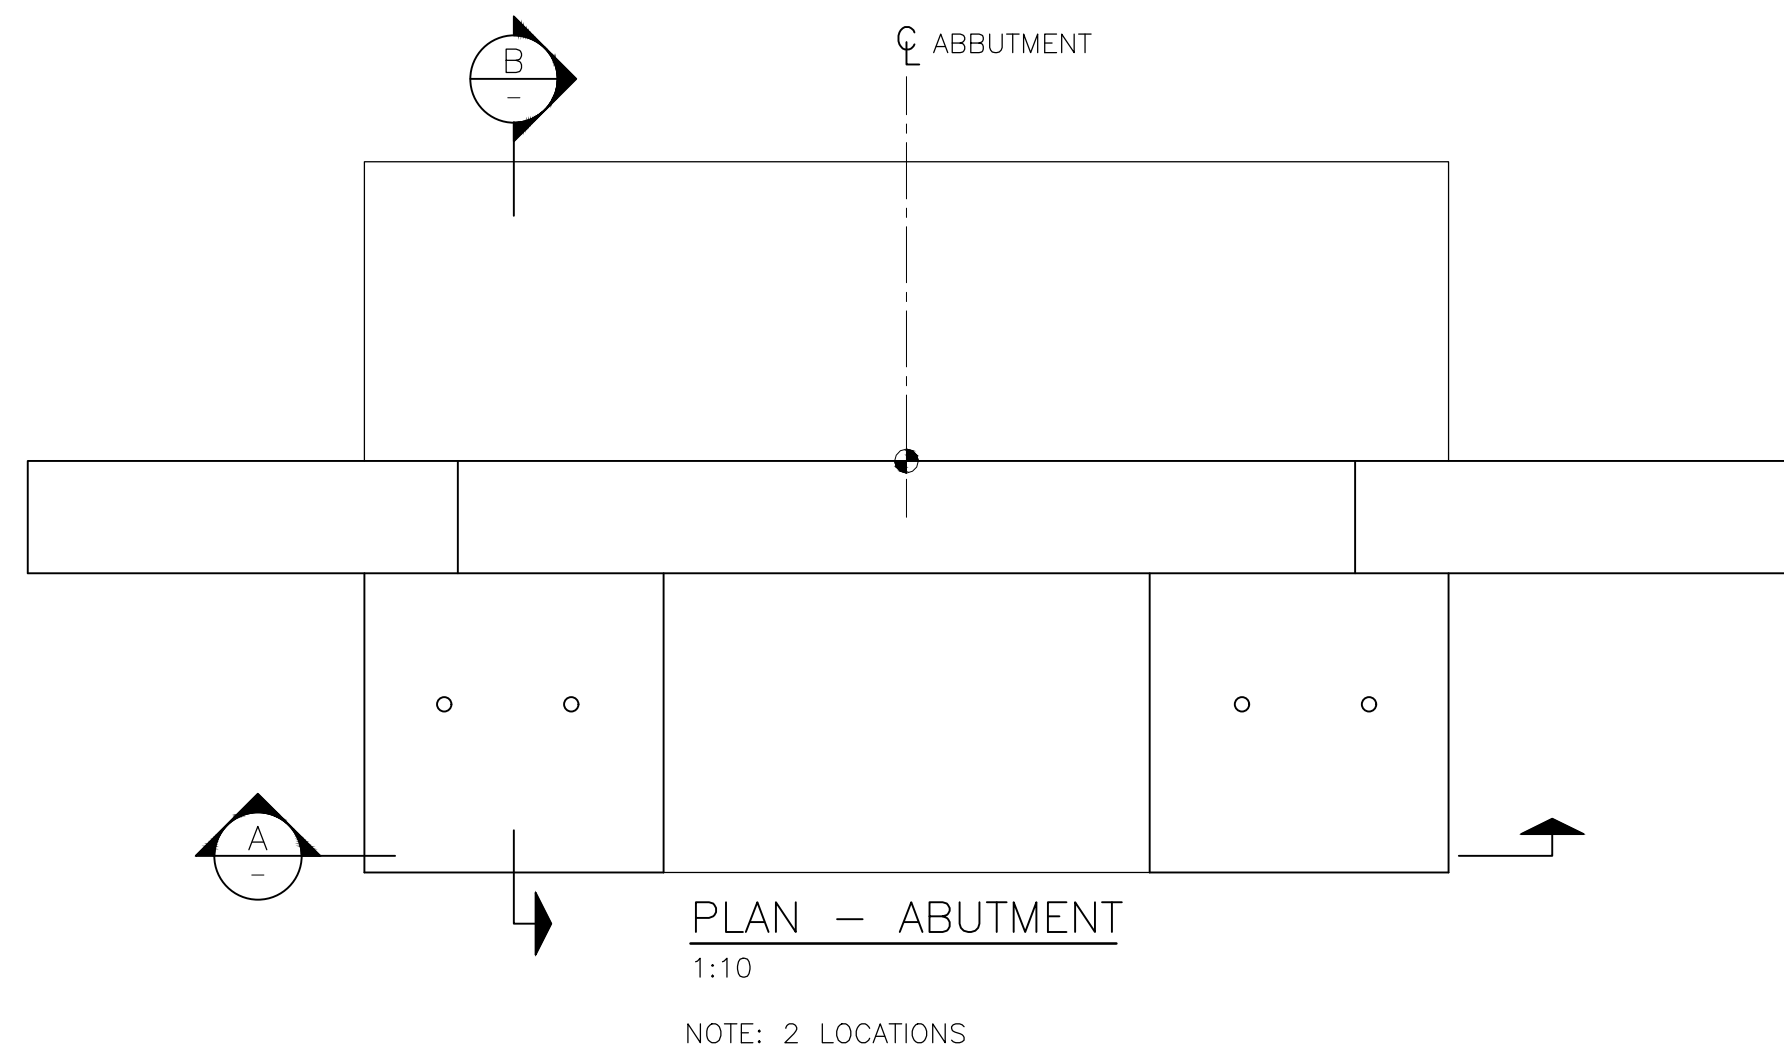 B
–
℄ ABBUTMENT
A
–
PLAN – ABUTMENT
1:10
NOTE: 2 LOCATIONS